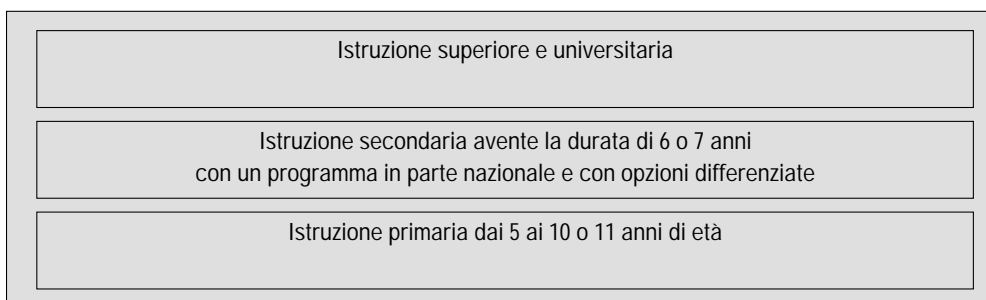 Istruzione superiore e universitaria
Istruzione secondaria avente la durata di 6 o 7 anni
con un programma in parte nazionale e con opzioni differenziate
Istruzione primaria dai 5 ai 10 o 11 anni di età